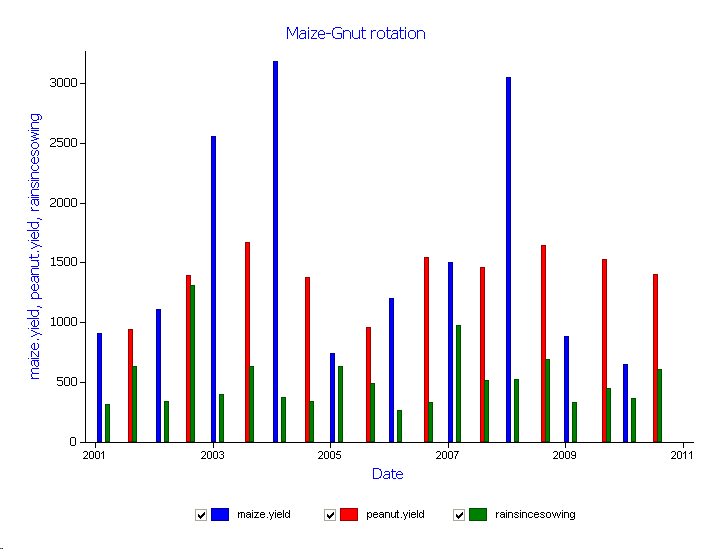 Maize-Gnut rotation
maize.yield, peanut.yield, rainsincesowing
3000
2500
2000
1500
1000
500
0
2001 2003 2005 2007 2009 2011
Date
maize.yield peanut.yield rainsincesowing